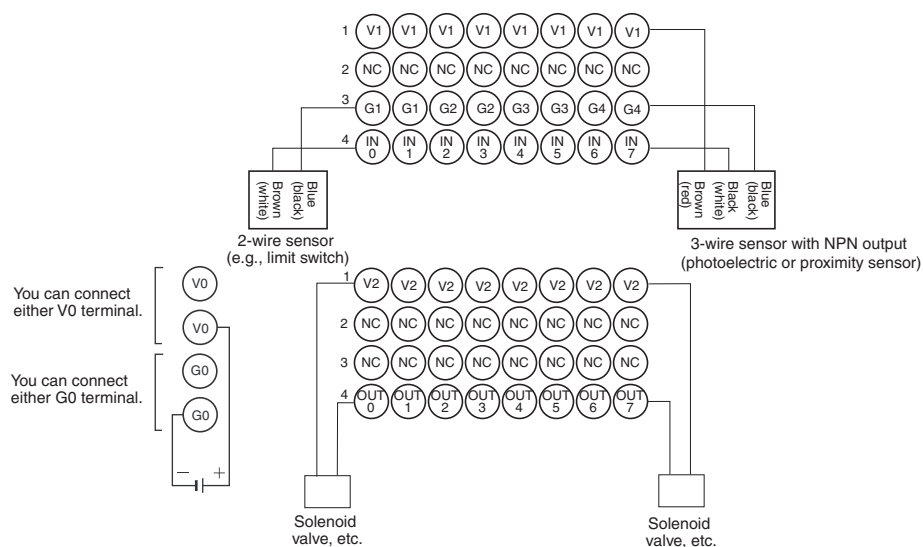 1 V1 V1 V1 V1 V1 V1 V1 V1
2 NC NC NC NC NC NC NC NC
3 G1 G1 G2 G2 G3 G3 G4 G4
4 IN 0 IN 1 IN 2 IN 3 IN 4 IN 5 IN 6 IN 7
Blue
(black)
Brown
(white)
2-wire sensor
(e.g., limit switch)
Blue
(black)
Black
(white)
Brown
(red)
3-wire sensor with NPN output
(photoelectric or proximity sensor)
You can connect
either V0 terminal.
V0
V0
You can connect
either G0 terminal.
G0
G0
− +
1 V2 V2 V2 V2 V2 V2 V2 V2
2 NC NC NC NC NC NC NC NC
3 NC NC NC NC NC NC NC NC
4 OUT 0 OUT 1 OUT 2 OUT 3 OUT 4 OUT 5 OUT 6 OUT 7
Solenoid
valve, etc.
Solenoid
valve, etc.